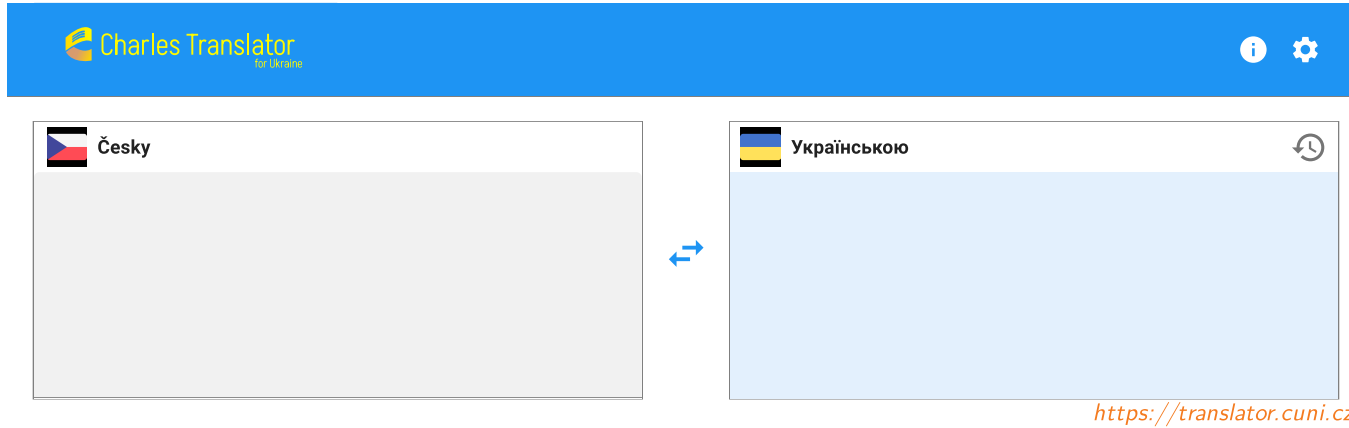 Charles Translator
for Ukraine
Česky
Українською
https://translator.cuni.cz